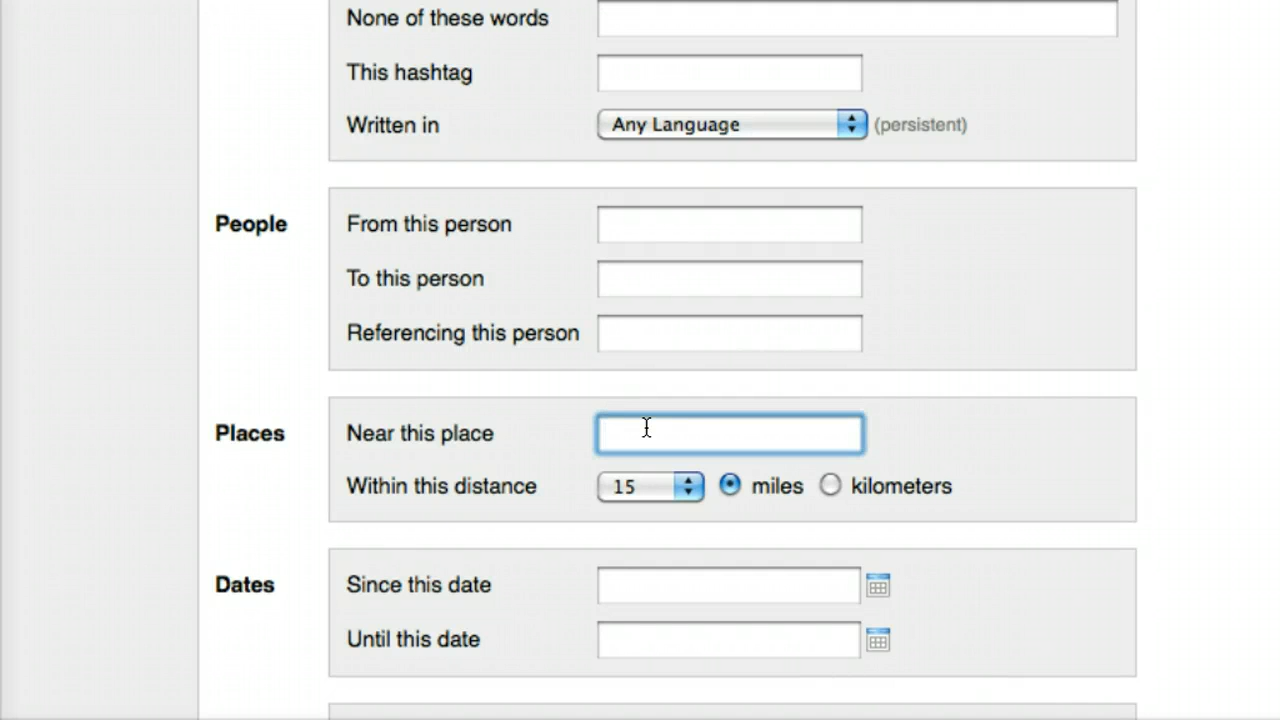 None of these words
This hashtag
Written in Any Language (persistent)
People From this person
To this person
Referencing this person
Places Near this place
Within this distance 15 miles kilometers
Dates Since this date
Until this date